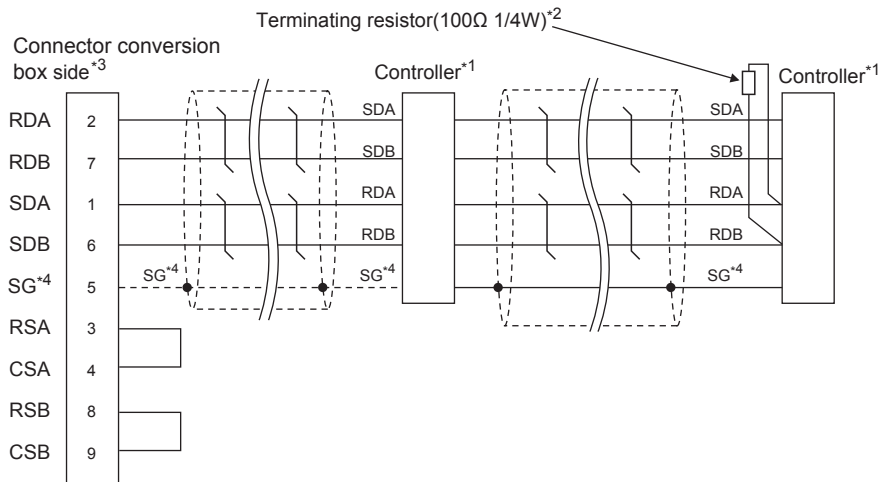 Terminating resistor(100Ω 1/4W)*2
Connector conversion
box side*3
Controller*1
Controller*1
RDA 2 SDA SDA
RDB 7 SDB SDB
SDA 1 RDA RDA
SDB 6 RDB RDB
SG*4 5 SG*4 SG*4 SG*4
RSA 3
CSA 4
RSB 8
CSB 9